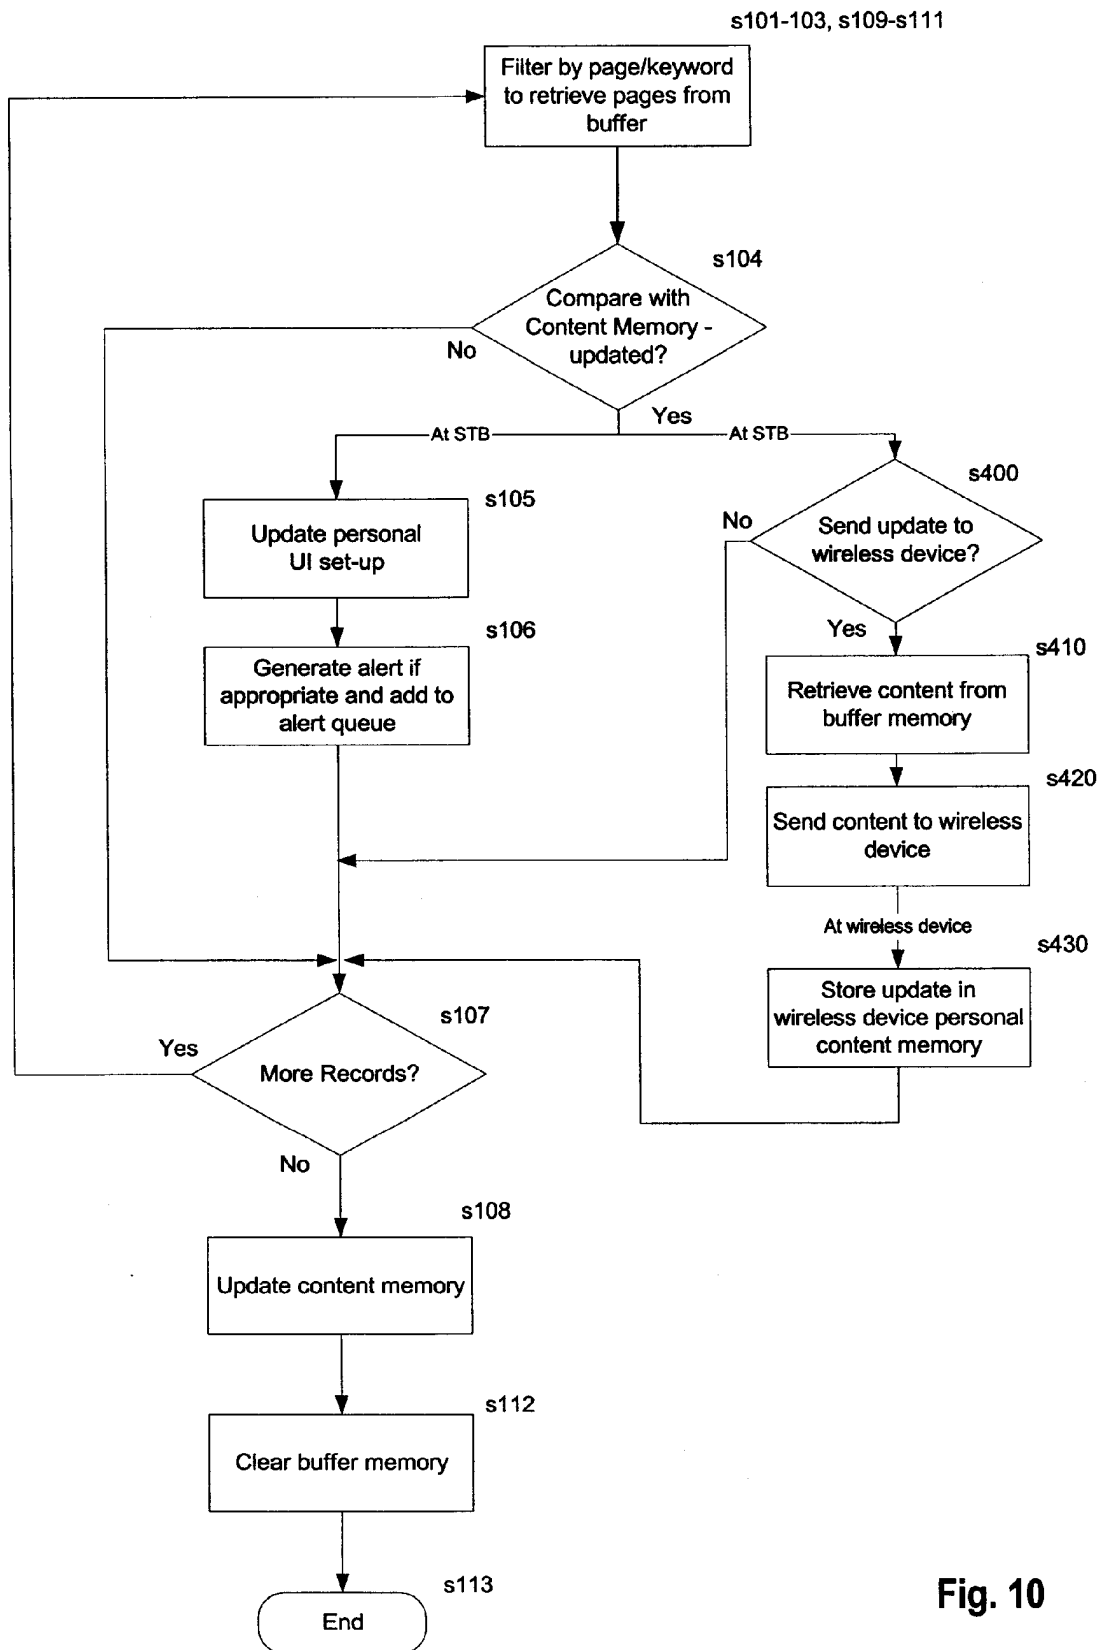 s101-103, s109-s111
Filter by page/keyword
to retrieve pages from
buffer
s104
Compare with
Content Memory -
updated?
No
Yes
At STB
At STB
s105
Update personal
UI set-up
s106
Generate alert if
appropriate and add to
alert queue
s400
Send update to
wireless device?
No
Yes
s410
Retrieve content from
buffer memory
s420
Send content to wireless
device
At wireless device
s430
Store update in
wireless device personal
content memory
s107
More Records?
Yes
No
s108
Update content memory
s112
Clear buffer memory
s113
End
Fig. 10